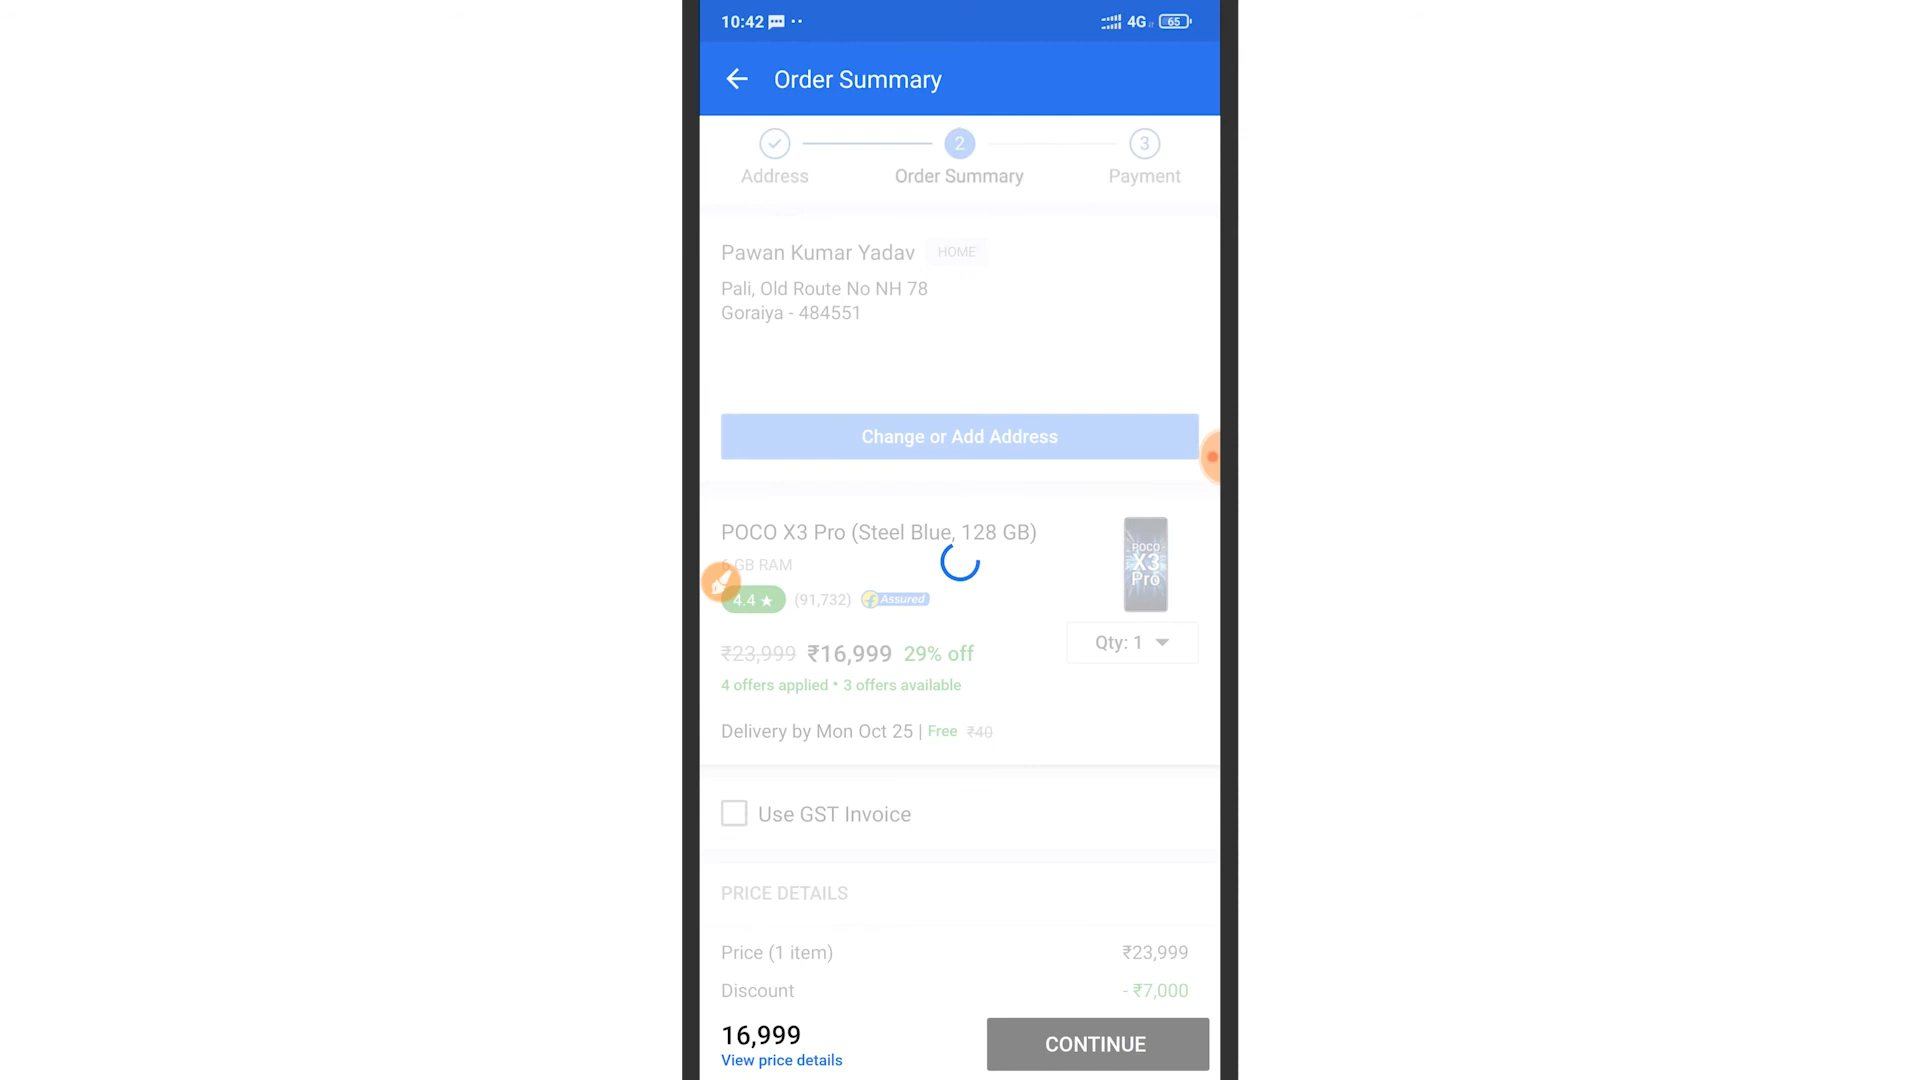 10:42
4G
65
Order Summary
2
3
Address
Order Summary
Payment
Pawan Kumar Yadav
HOME
Pali, Old Route No NH 78
Goraiya - 484551
Change or Add Address
POCO X3 Pro (Steel Blue, 128 GB)
6 GB RAM
POCO
X3
Pro
4.4 ★ (91,732) Assured
₹23,999 ₹16,999 29% off
Qty: 1
4 offers applied • 3 offers available
Delivery by Mon Oct 25 | Free ₹40
Use GST Invoice
PRICE DETAILS
Price (1 item) ₹23,999
Discount - ₹7,000
16,999
View price details
CONTINUE